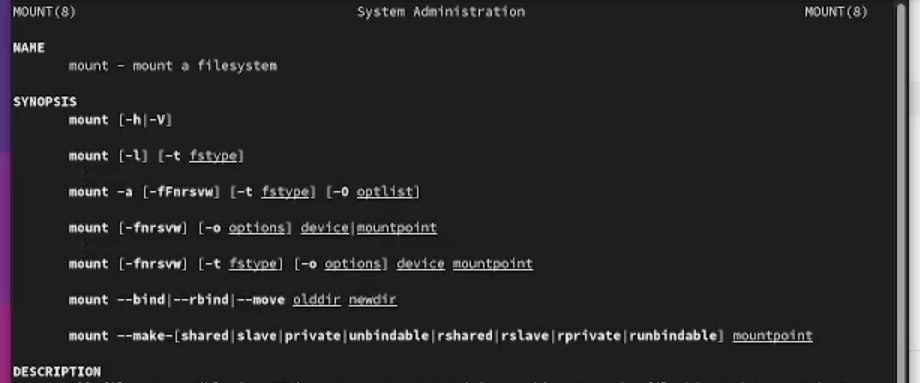 MOUNT(8) System Administration MOUNT(8)
NAME
mount - mount a filesystem
SYNOPSIS
mount [-h|-V]
mount [-l] [-t fstype]
mount -a [-fFnrsvw] [-t fstype] [-O optlist]
mount [-fnrsvw] [-o options] device|mountpoint
mount [-fnrsvw] [-t fstype] [-o options] device mountpoint
mount --bind|--rbind|--move olddir newdir
mount --make-[shared|slave|private|unbindable|rshared|rslave|rprivate|runbindable] mountpoint
DESCRIPTION